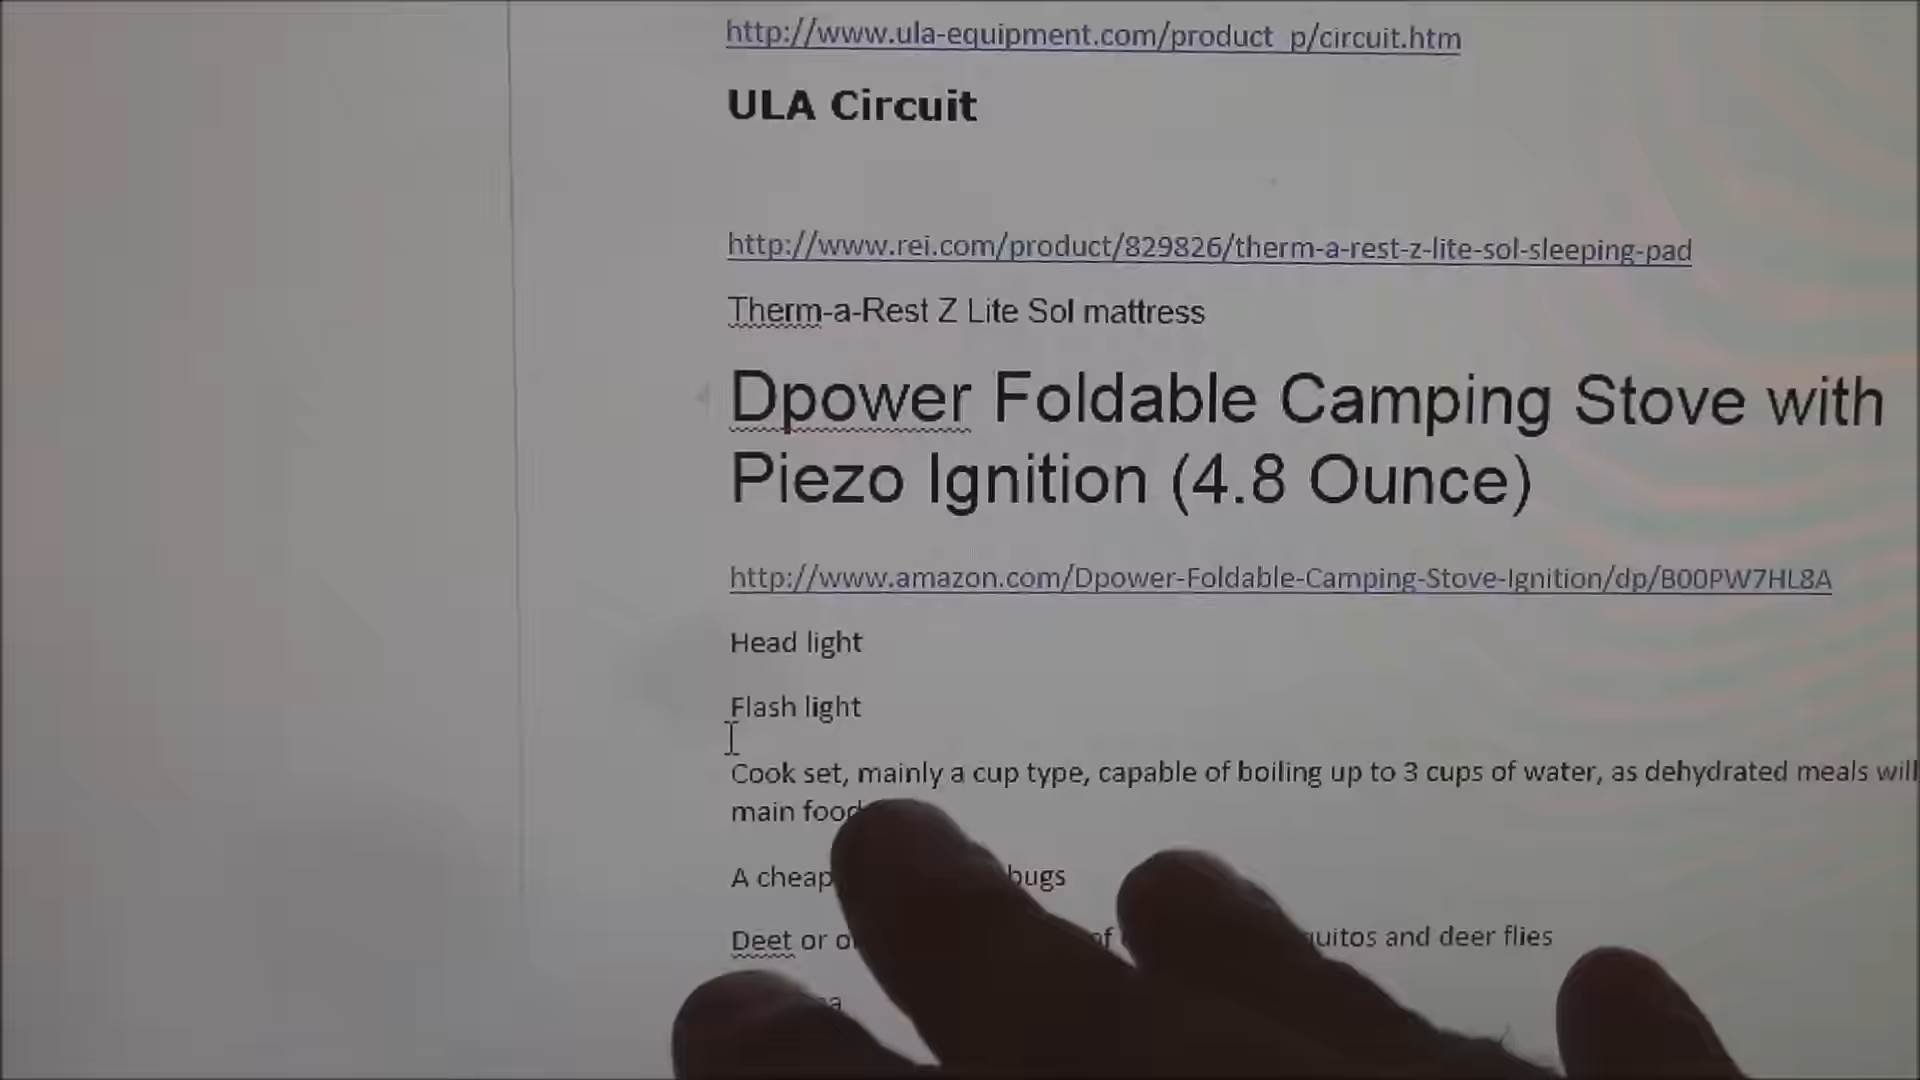 http://www.ula-equipment.com/product_p/circuit.htm
ULA Circuit
http://www.rei.com/product/829826/therm-a-rest-z-lite-sol-sleeping-pad
Therm-a-Rest Z Lite Sol mattress
Dpower Foldable Camping Stove with
Piezo Ignition (4.8 Ounce)
http://www.amazon.com/Dpower-Foldable-Camping-Stove-Ignition/dp/B00PW7HL8A
Head light
Flash light
Cook set, mainly a cup type, capable of boiling up to 3 cups of water, as dehydrated meals will
main food
A cheap bugs
Deet or of and deer flies